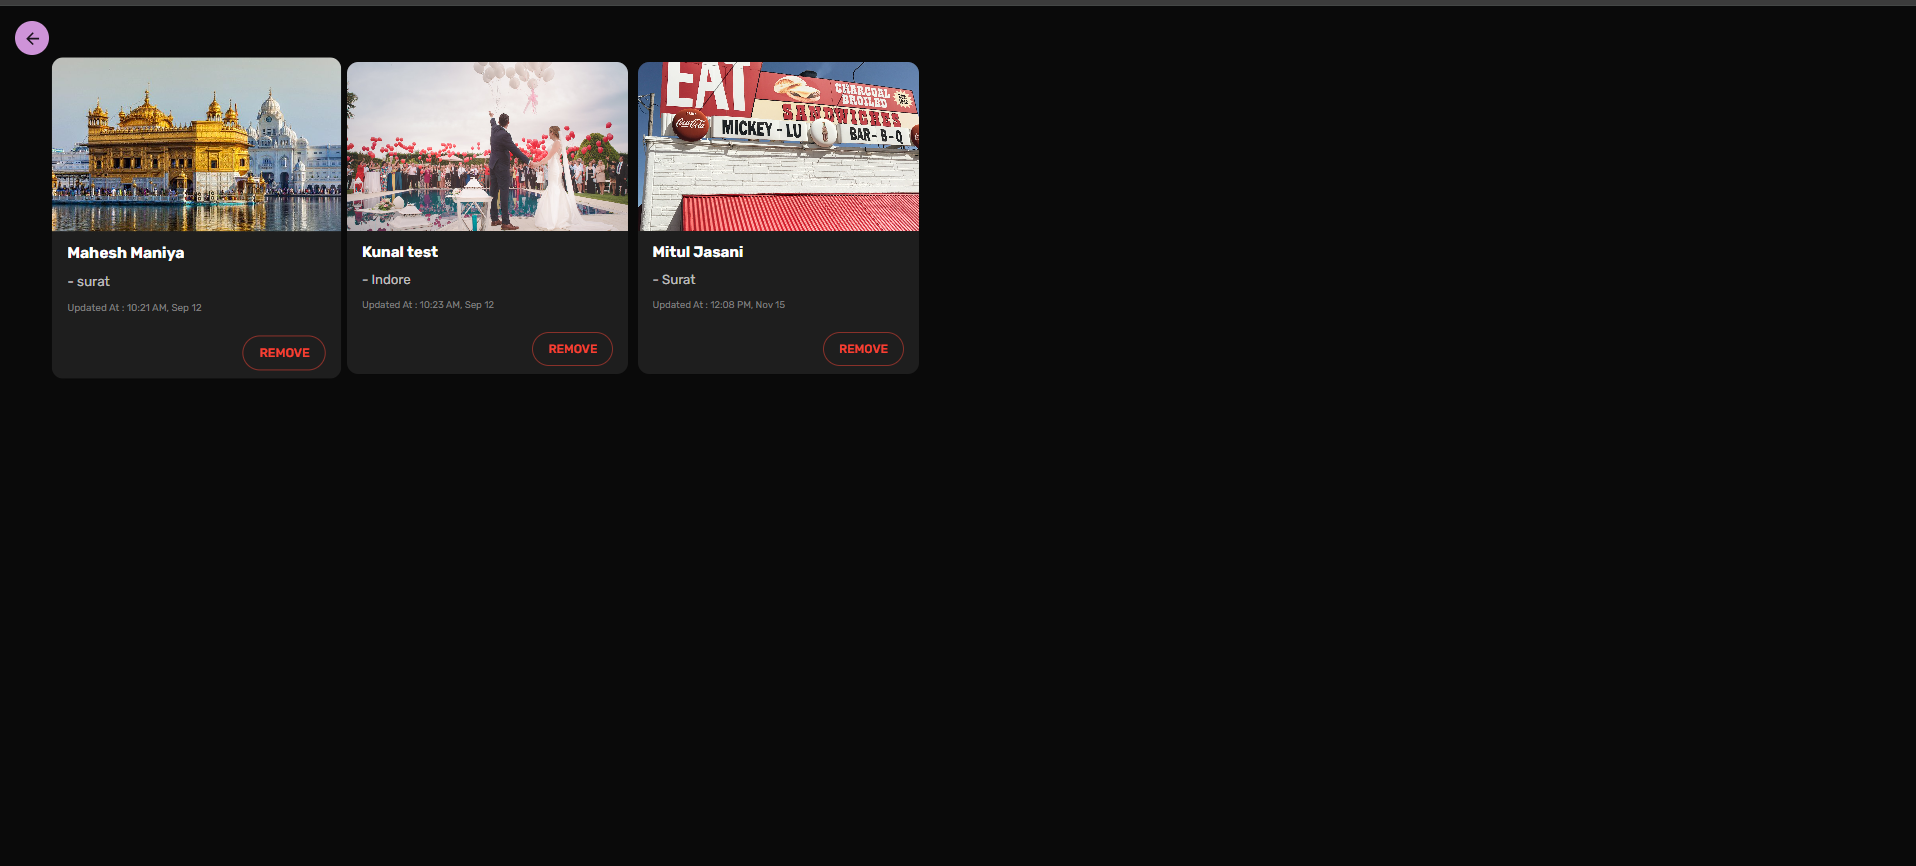 Mahesh Maniya
- surat
Updated At : 10:21 AM, Sep 12
REMOVE
Kunal test
- Indore
Updated At : 10:23 AM, Sep 12
REMOVE
EAT
CHARCOAL
BROILED
SANDWICHES
Coca-Cola
MICKEY - LU
BAR - B - Q
Mitul Jasani
- Surat
Updated At : 12:08 PM, Nov 15
REMOVE